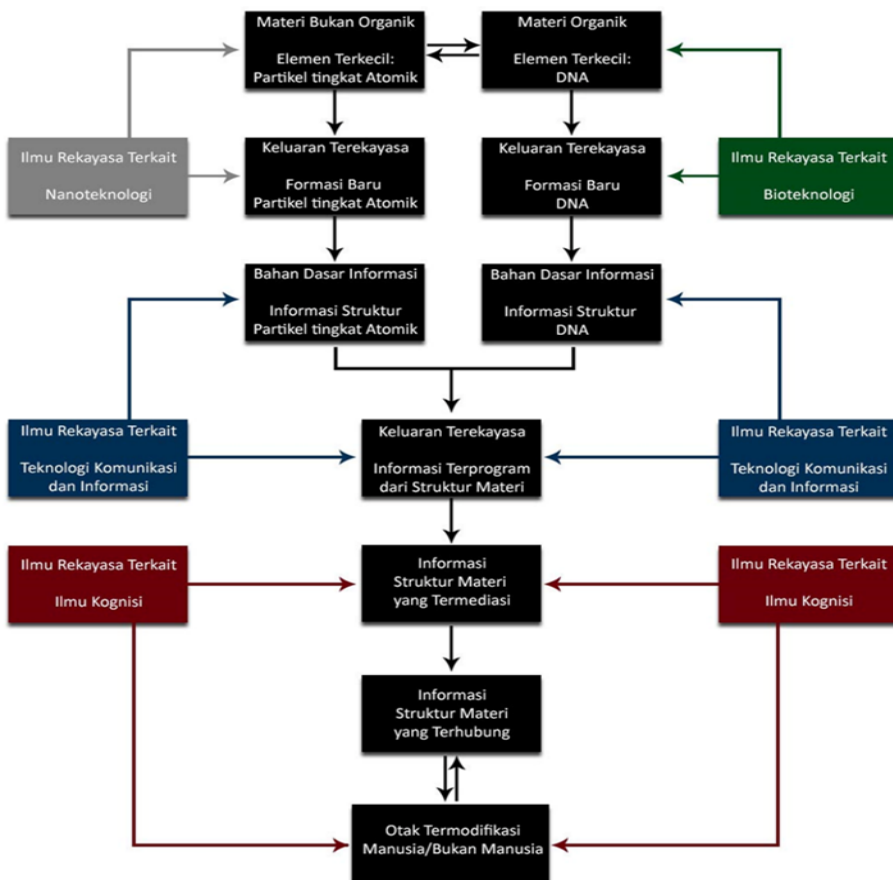 Materi Bukan Organik
Elemen Terkecil:
Partikel tingkat Atomik
Materi Organik
Elemen Terkecil:
DNA
Ilmu Rekayasa Terkait
Nanoteknologi
Keluaran Terekayasa
Formasi Baru
Partikel tingkat Atomik
Keluaran Terekayasa
Formasi Baru
DNA
Ilmu Rekayasa Terkait
Bioteknologi
Bahan Dasar Informasi
Informasi Struktur
Partikel tingkat Atomik
Bahan Dasar Informasi
Informasi Struktur
DNA
Ilmu Rekayasa Terkait
Teknologi Komunikasi
dan Informasi
Keluaran Terekayasa
Informasi Terprogram
dari Struktur Materi
Ilmu Rekayasa Terkait
Teknologi Komunikasi
dan Informasi
Ilmu Rekayasa Terkait
Ilmu Kognisi
Informasi
Struktur Materi
yang Termediasi
Ilmu Rekayasa Terkait
Ilmu Kognisi
Informasi
Struktur Materi
yang Terhubung
Otak Termodifikasi
Manusia/Bukan Manusia